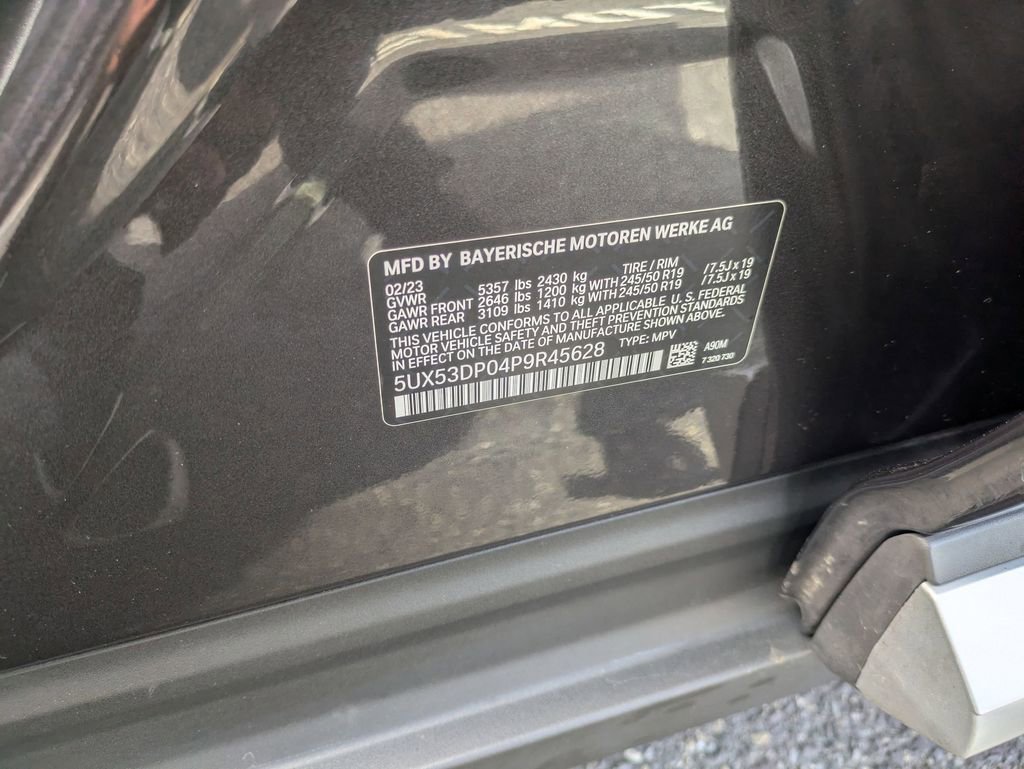 MFD BY BAYERISCHE MOTOREN WERKE AG
02/23 TIRE / RIM
GVWR 5357 lbs 2430 kg
GAWR FRONT 2646 lbs 1200 kg WITH 245/50 R19 /7.5J x 19
GAWR REAR 3109 lbs 1410 kg WITH 245/50 R19 /7.5J x 19
THIS VEHICLE CONFORMS TO ALL APPLICABLE U. S. FEDERAL
MOTOR VEHICLE SAFETY AND THEFT PREVENTION STANDARDS
IN EFFECT ON THE DATE OF MANUFACTURE SHOWN ABOVE.
5UX53DP04P9R45628 TYPE: MPV
A90M
7 320 730